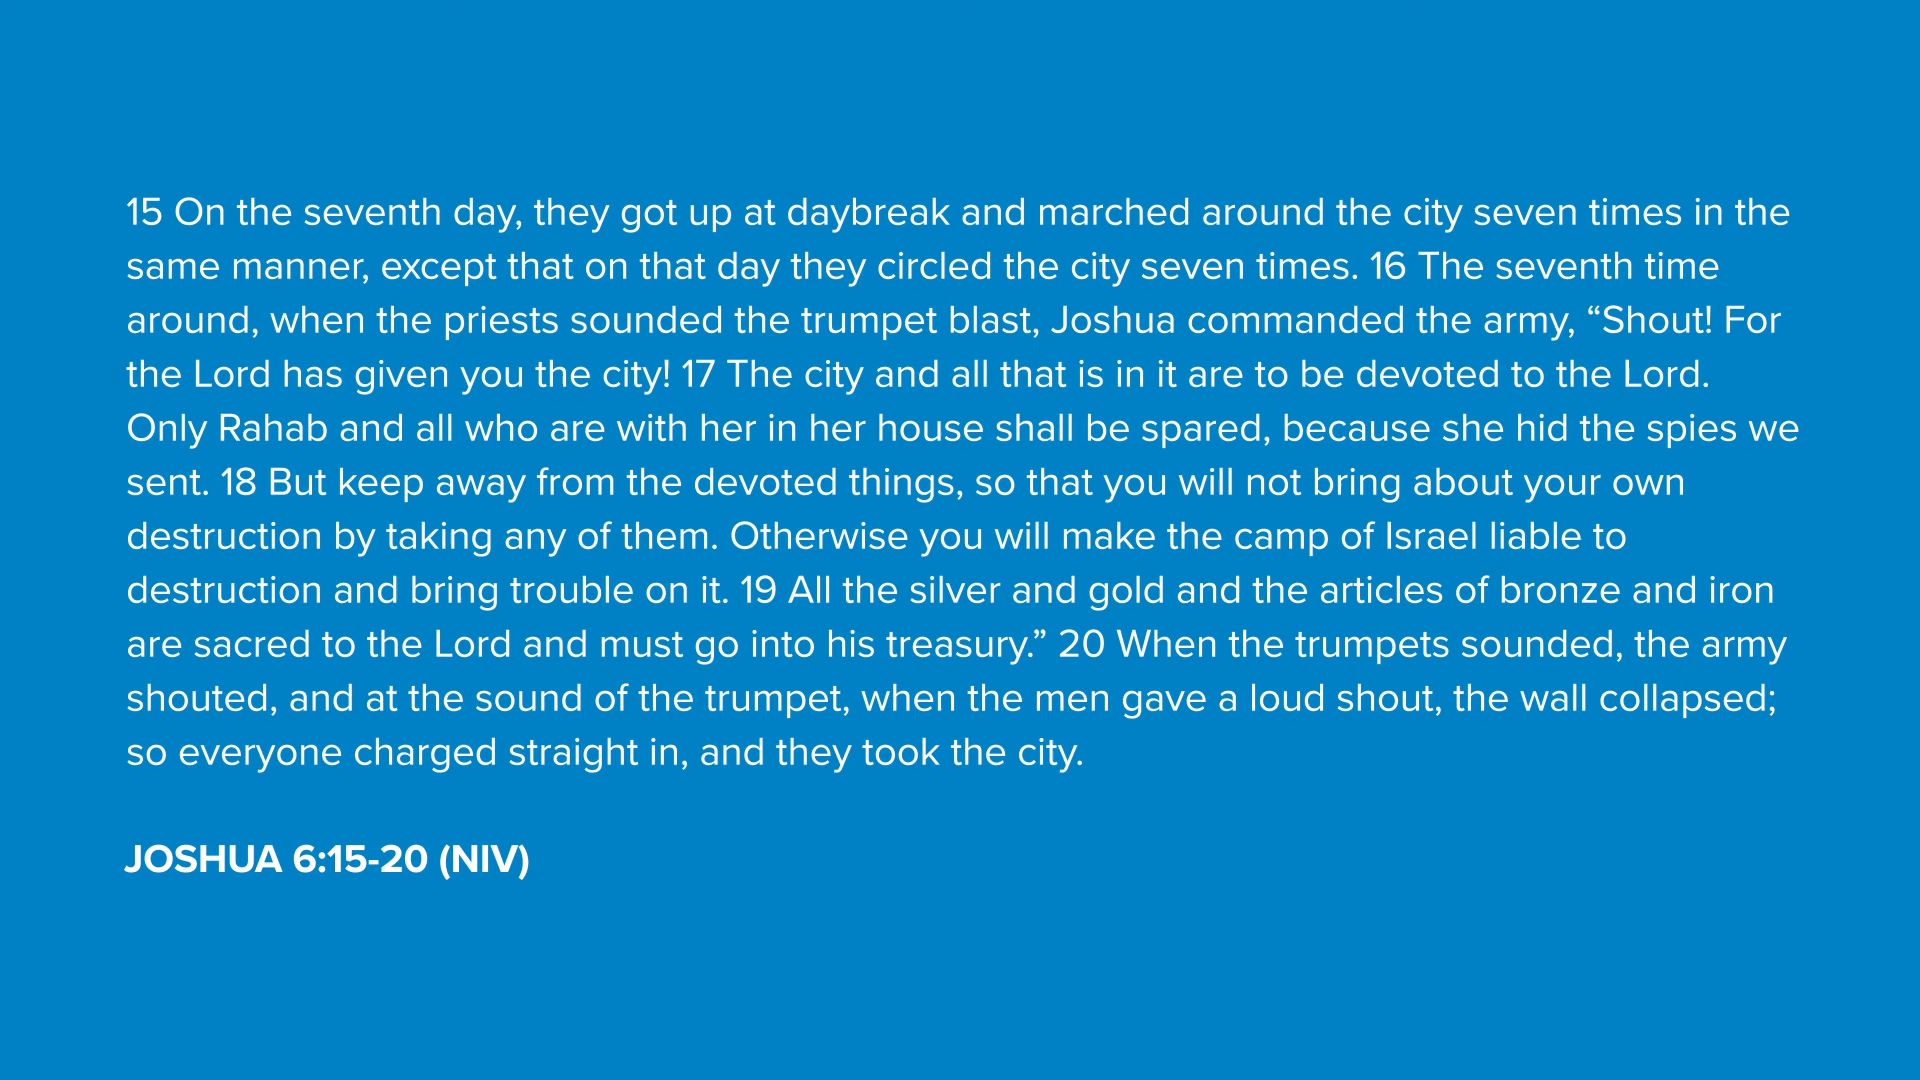 15 On the seventh day, they got up at daybreak and marched around the city seven times in the
same manner, except that on that day they circled the city seven times. 16 The seventh time
around, when the priests sounded the trumpet blast, Joshua commanded the army, “Shout! For
the Lord has given you the city! 17 The city and all that is in it are to be devoted to the Lord.
Only Rahab and all who are with her in her house shall be spared, because she hid the spies we
sent. 18 But keep away from the devoted things, so that you will not bring about your own
destruction by taking any of them. Otherwise you will make the camp of Israel liable to
destruction and bring trouble on it. 19 All the silver and gold and the articles of bronze and iron
are sacred to the Lord and must go into his treasury.” 20 When the trumpets sounded, the army
shouted, and at the sound of the trumpet, when the men gave a loud shout, the wall collapsed;
so everyone charged straight in, and they took the city.
JOSHUA 6:15-20 (NIV)